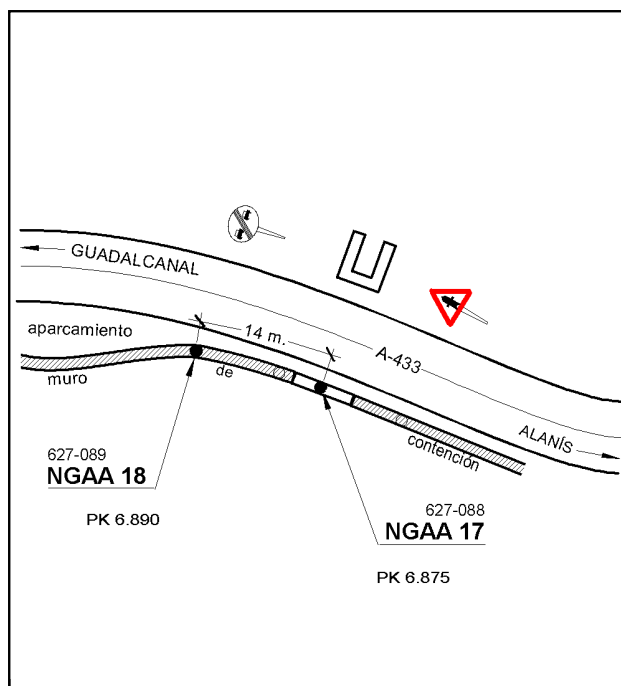 GUADALCANAL
aparcamiento
14 m.
A-433
muro
de
contención
ALANÍS
627-089
NGAA 18
PK 6.890
627-088
NGAA 17
PK 6.875